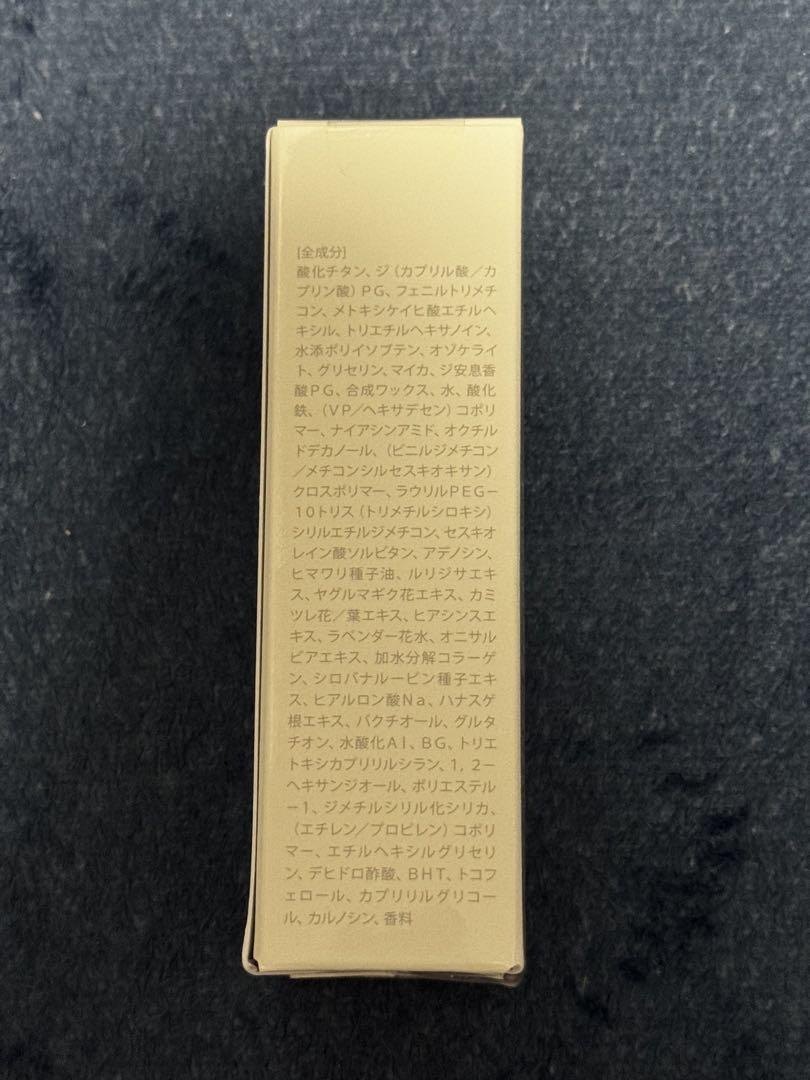 [全成分]
酸化チタン、ジ（カプリル酸／カ
プリン酸）ＰＧ、フェニルトリメチ
コン、メトキシケイヒ酸エチルヘ
キシル、トリエチルヘキサノイン、
水添ポリイソブテン、オゾケライ
ト、グリセリン、マイカ、ジ安息香
酸ＰＧ、合成ワックス、水、酸化
鉄、（ＶＰ／ヘキサデセン）コポリ
マー、ナイアシンアミド、オクチル
ドデカノール、（ビニルジメチコン
／メチコンシルセスキオキサン）
クロスポリマー、ラウリルＰＥＧ－
１０トリス（トリメチルシロキシ）
シリルエチルジメチコン、セスキオ
レイン酸ソルビタン、アデノシン、
ヒマワリ種子油、ルリジサエキ
ス、ヤグルマギク花エキス、カミ
ツレ花／葉エキス、ヒアシンスエ
キス、ラベンダー花水、オニサル
ビアエキス、加水分解コラーゲ
ン、シロバナルーピン種子エキ
ス、ヒアルロン酸Ｎａ、ハナスゲ
根エキス、バクチオール、グルタ
チオン、水酸化Ａｌ、ＢＧ、トリエ
トキシカプリリルシラン、１，２－
ヘキサンジオール、ポリエステル
－１、ジメチルシリル化シリカ、
（エチレン／プロピレン）コポリ
マー、エチルヘキシルグリセリ
ン、デヒドロ酢酸、ＢＨＴ、トコフ
ェロール、カプリリルグリコー
ル、カルノシン、香料